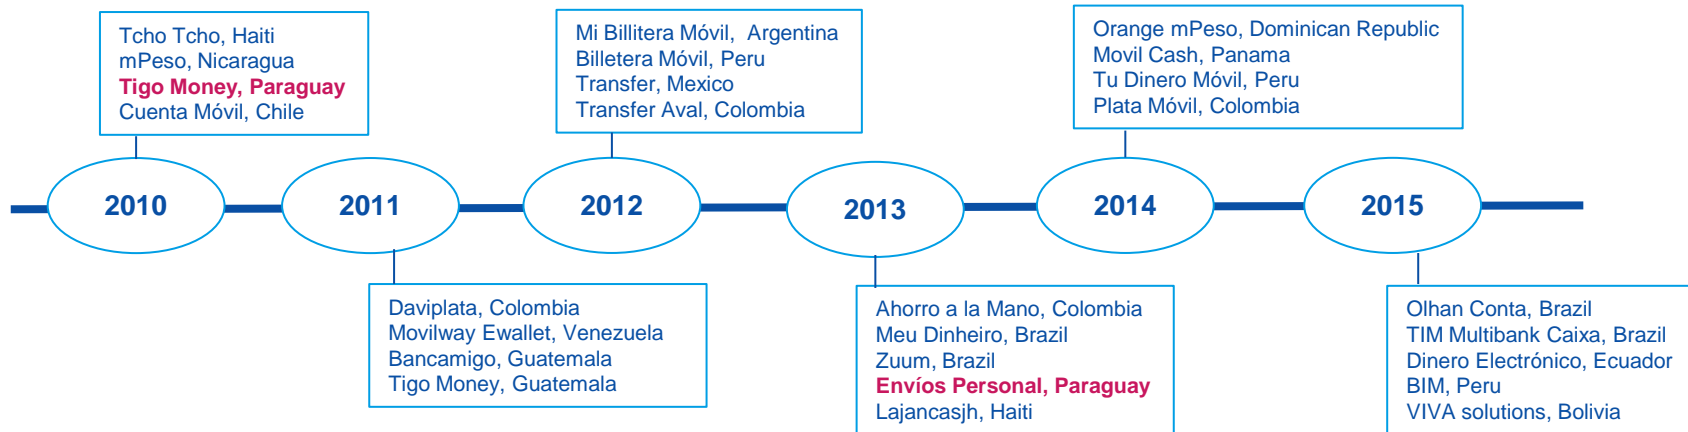 Tcho Tcho, Haiti
mPeso, Nicaragua
Tigo Money, Paraguay
Cuenta Móvil, Chile
Mi Billitera Móvil, Argentina
Billetera Móvil, Peru
Transfer, Mexico
Transfer Aval, Colombia
Orange mPeso, Dominican Republic
Movil Cash, Panama
Tu Dinero Móvil, Peru
Plata Móvil, Colombia
2010
2011
2012
2013
2014
2015
Daviplata, Colombia
Movilway Ewallet, Venezuela
Bancamigo, Guatemala
Tigo Money, Guatemala
Ahorro a la Mano, Colombia
Meu Dinheiro, Brazil
Zuum, Brazil
Envíos Personal, Paraguay
Lajancasjh, Haiti
Olhan Conta, Brazil
TIM Multibank Caixa, Brazil
Dinero Electrónico, Ecuador
BIM, Peru
VIVA solutions, Bolivia